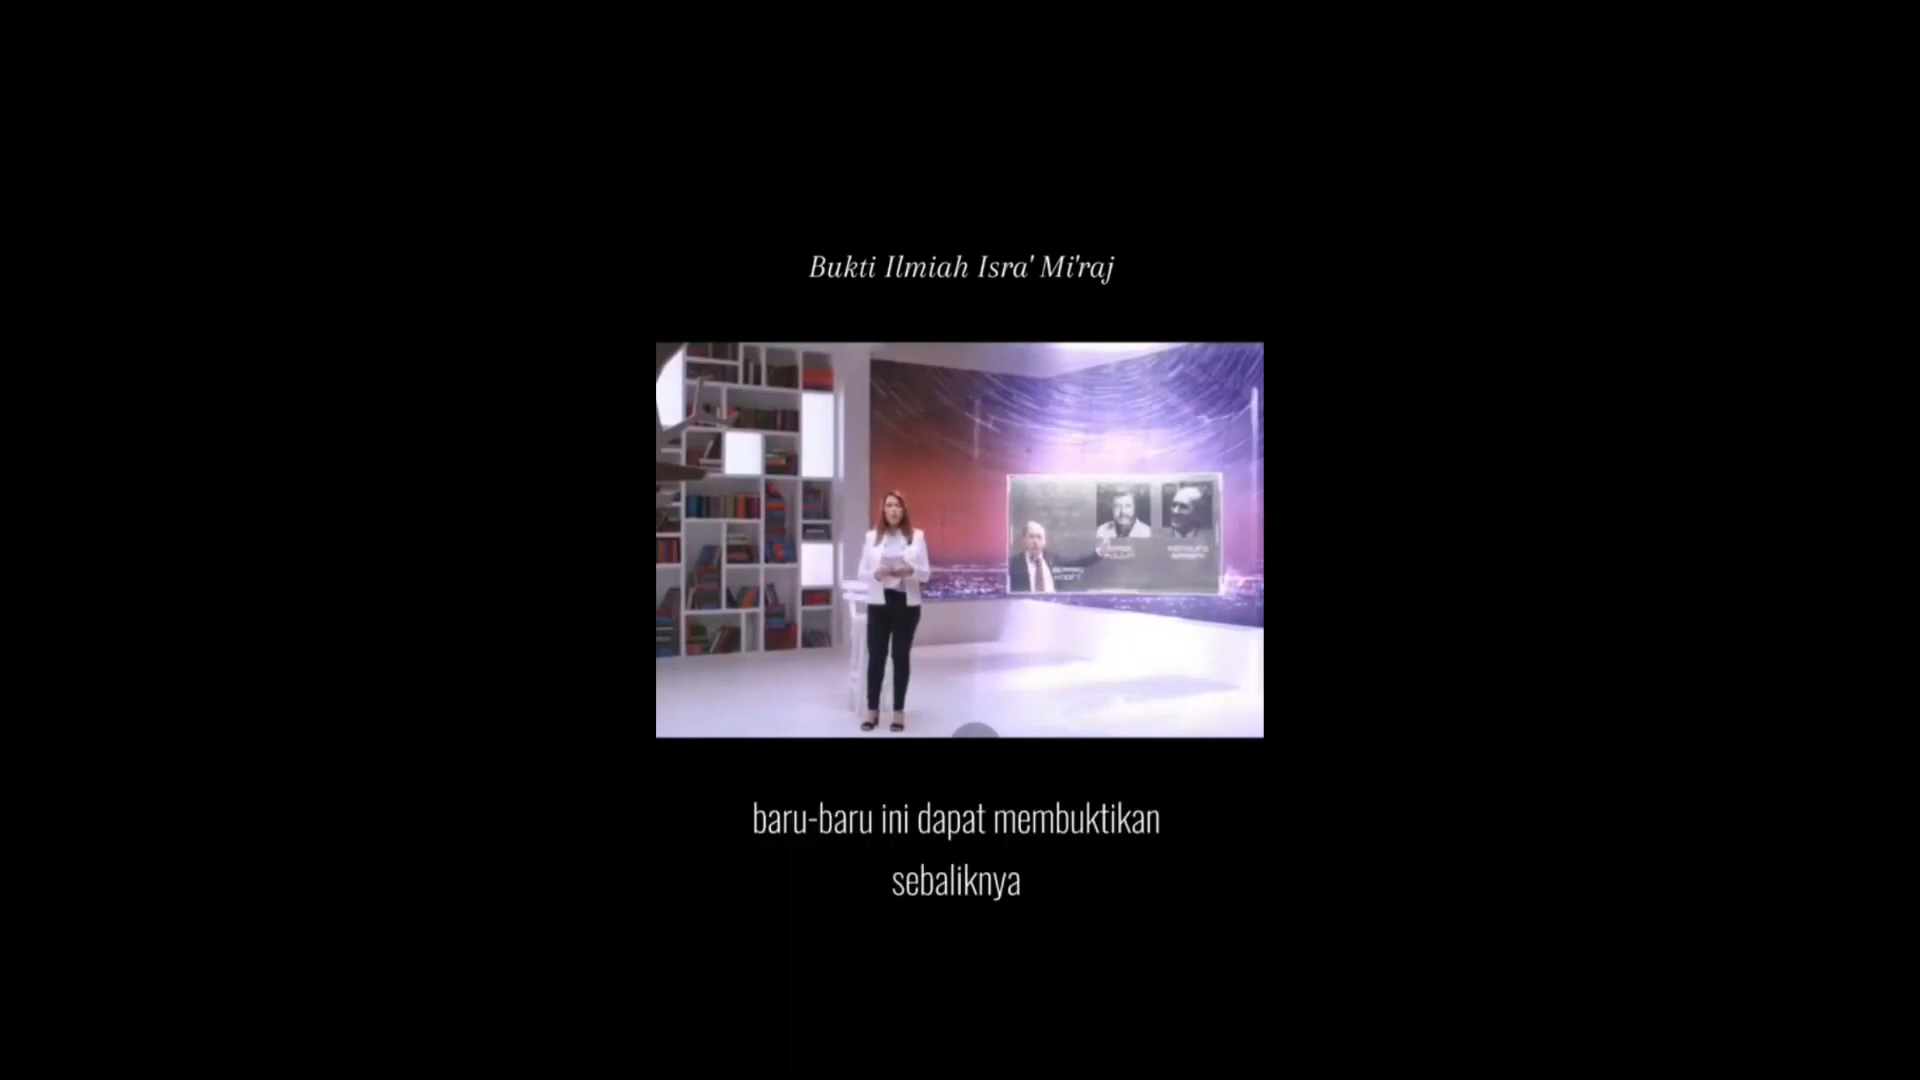 Bukti Ilmiah Isra' Mi'raj
baru-baru ini dapat membuktikan
sebaliknya